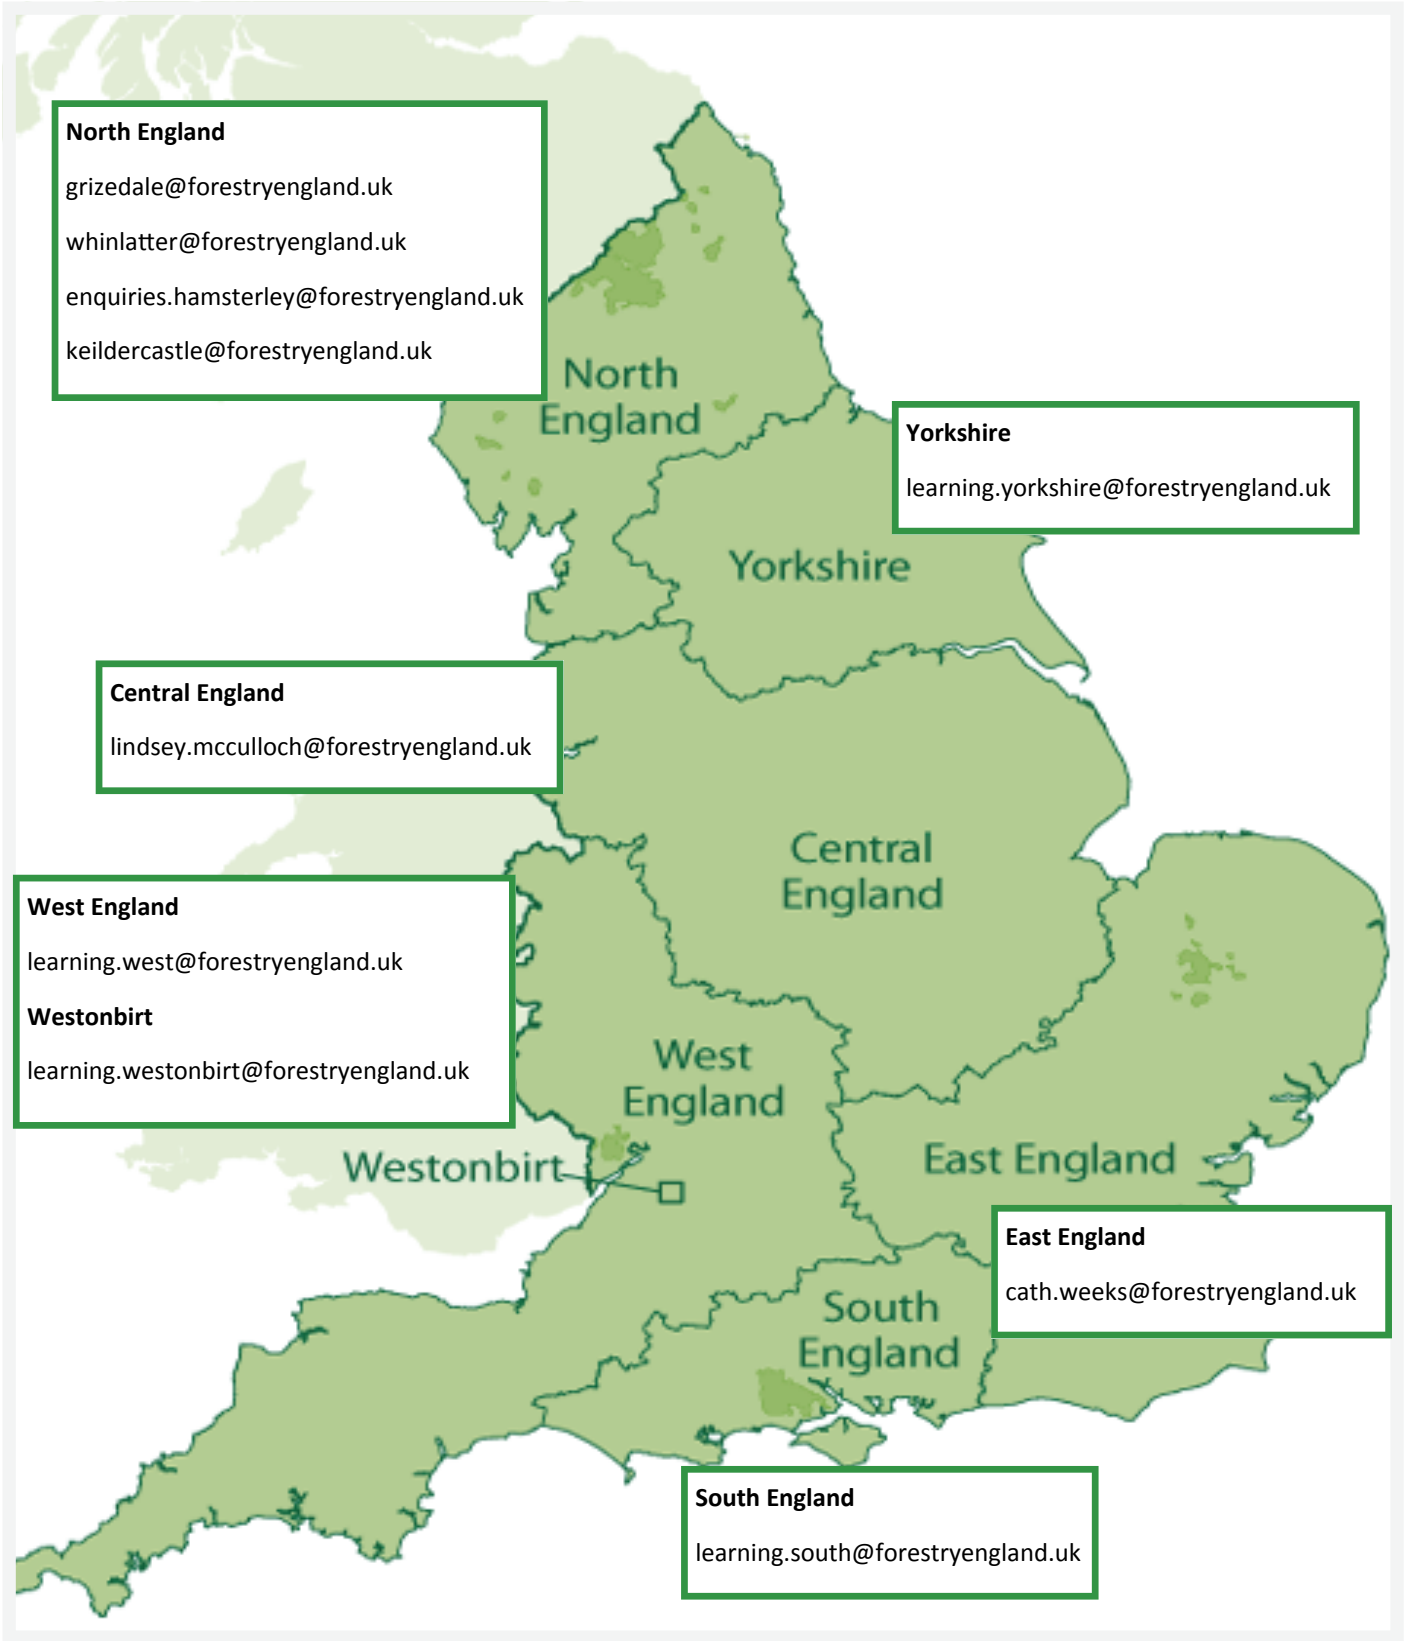 North England
grizedale@forestryengland.uk
whinlatter@forestryengland.uk
enquiries.hamsterley@forestryengland.uk
keildercastle@forestryengland.uk
North
England
Yorkshire
learning.yorkshire@forestryengland.uk
Yorkshire
Central England
lindsey.mcculloch@forestryengland.uk
Central
England
West England
learning.west@forestryengland.uk
Westonbirt
learning.westonbirt@forestryengland.uk
West
England
Westonbirt
East England
East England
cath.weeks@forestryengland.uk
South
England
South England
learning.south@forestryengland.uk